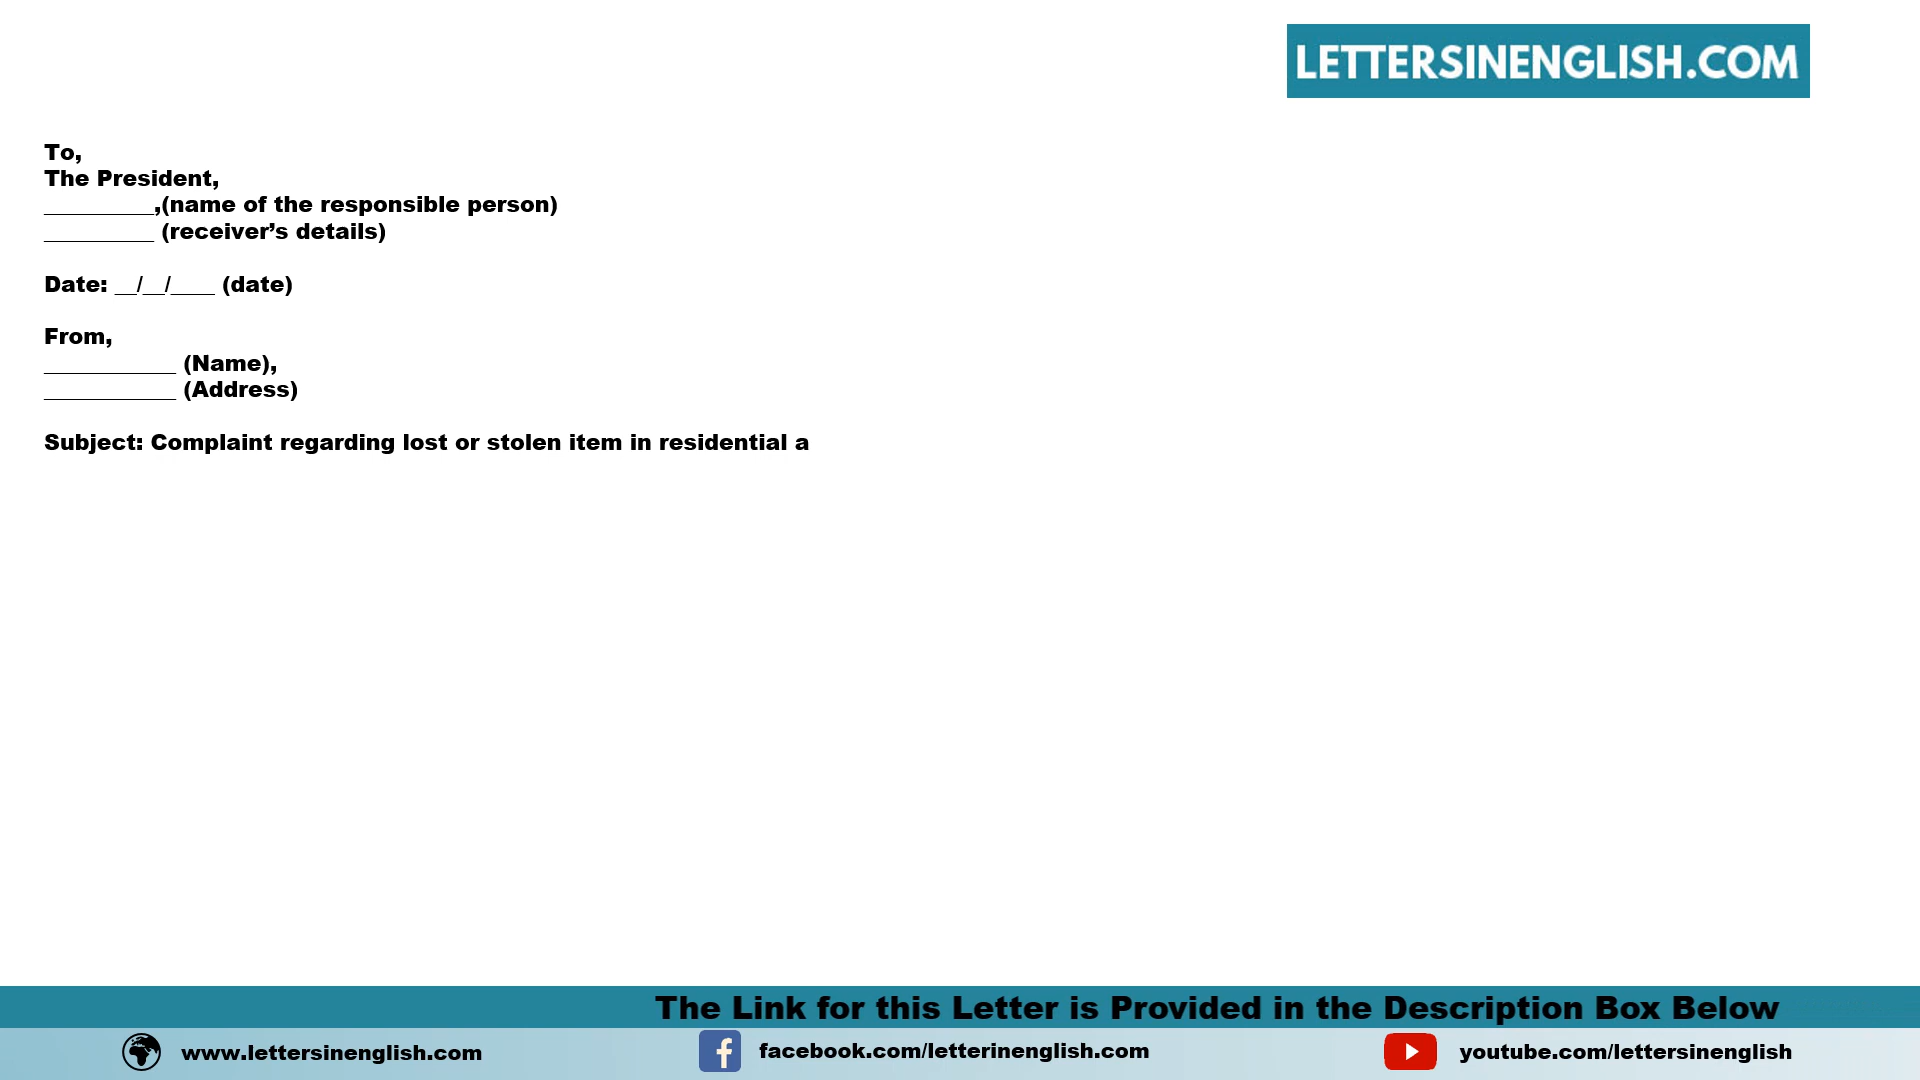 LETTERSINENGLISH.COM
To,
The President,
__________,(name of the responsible person)
__________ (receiver’s details)
Date: __/__/____ (date)
From,
____________ (Name),
____________ (Address)
Subject: Complaint regarding lost or stolen item in residential a
The Link for this Letter is Provided in the Description Box Below
www.lettersinenglish.com
facebook.com/letterinenglish.com
youtube.com/lettersinenglish